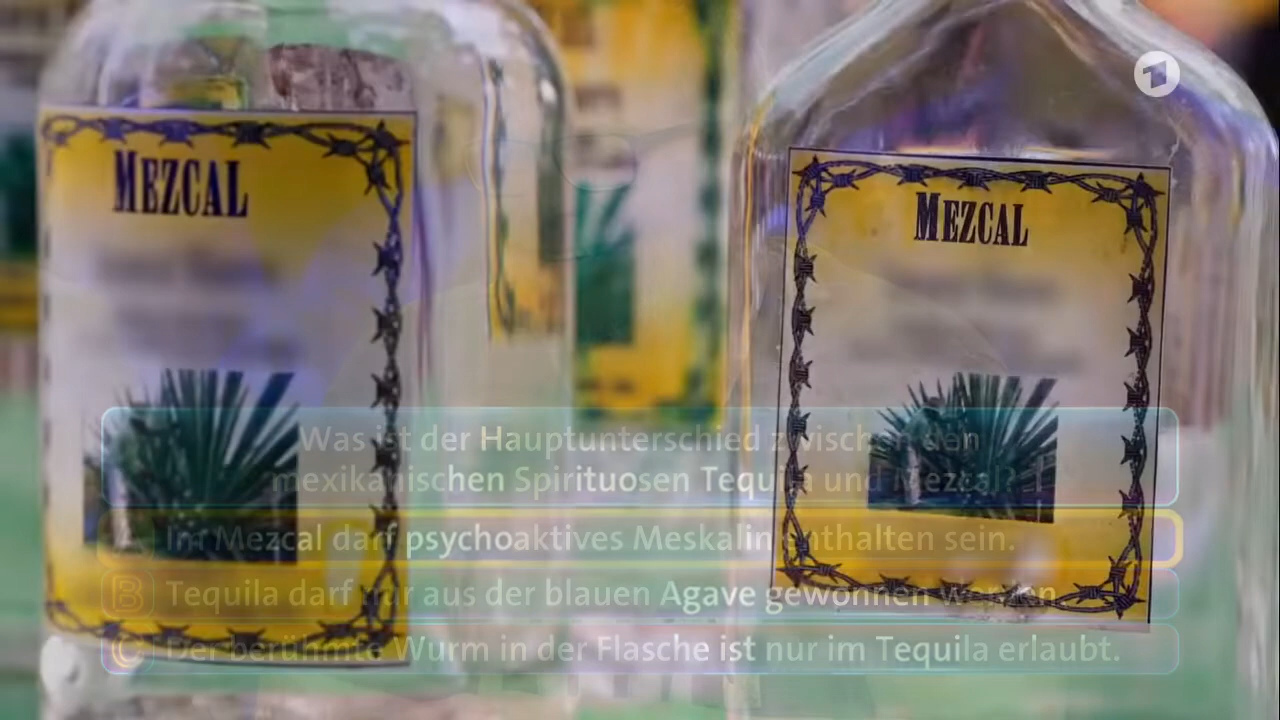 MEZCAL
MEZCAL
Was ist der Hauptunterschied zwischen den
mexikanischen Spirituosen Tequila und Mezcal?
Im Mezcal darf psychoaktives Meskalin enthalten sein.
B Tequila darf nur aus der blauen Agave gewonnen werden.
C Der berühmte Wurm in der Flasche ist nur im Tequila erlaubt.